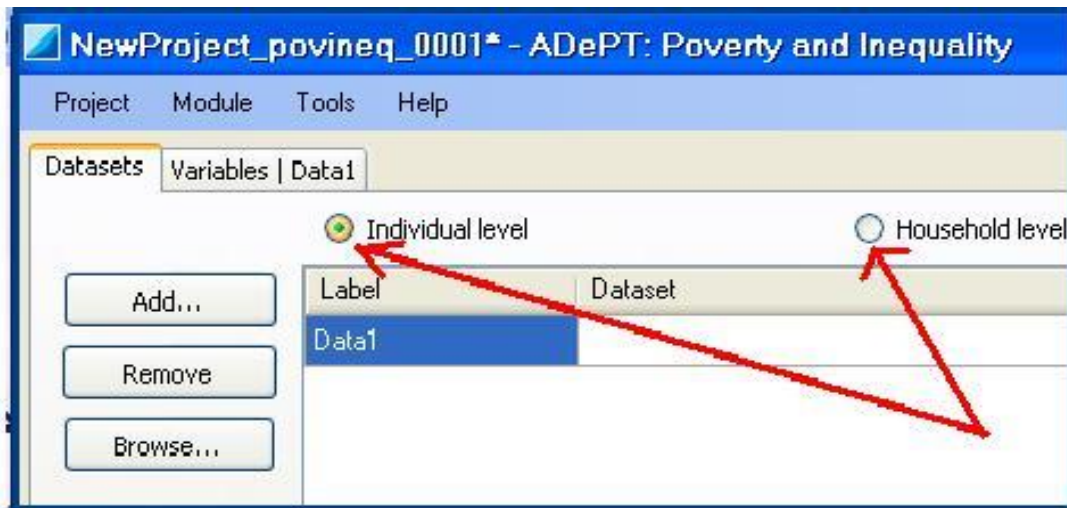 NewProject_povineq_0001* - ADePT: Poverty and Inequality
Project Module Tools Help
Datasets Variables | Data1
Individual level Household level
Add... Label Dataset
Data1
Remove
Browse...